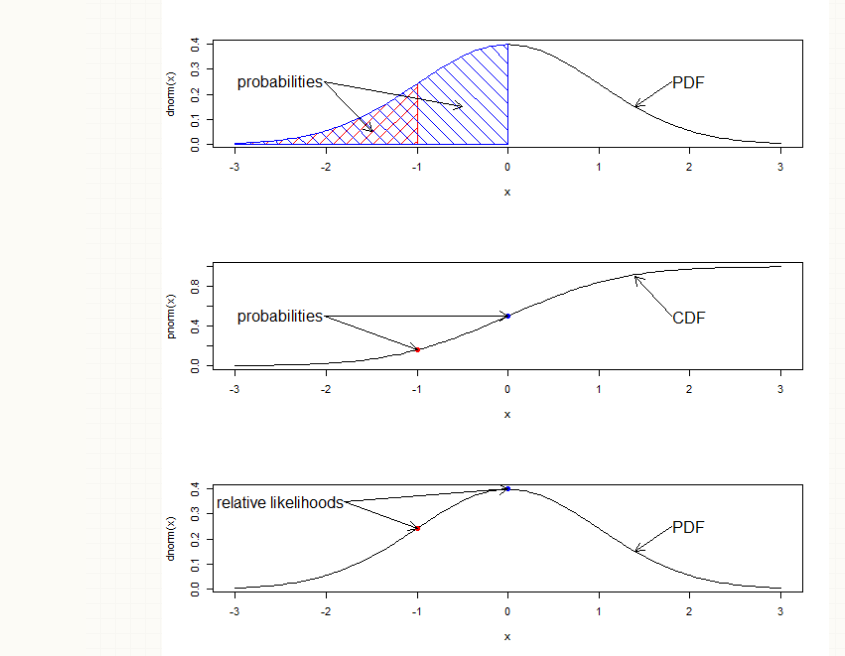 dnorm(x)
0.0 0.1 0.2 0.3 0.4
probabilities
PDF
-3 -2 -1 0 1 2 3
x
pnorm(x)
0.0 0.4 0.8
probabilities
CDF
-3 -2 -1 0 1 2 3
x
dnorm(x)
0.0 0.1 0.2 0.3 0.4
relative likelihoods
PDF
-3 -2 -1 0 1 2 3
x